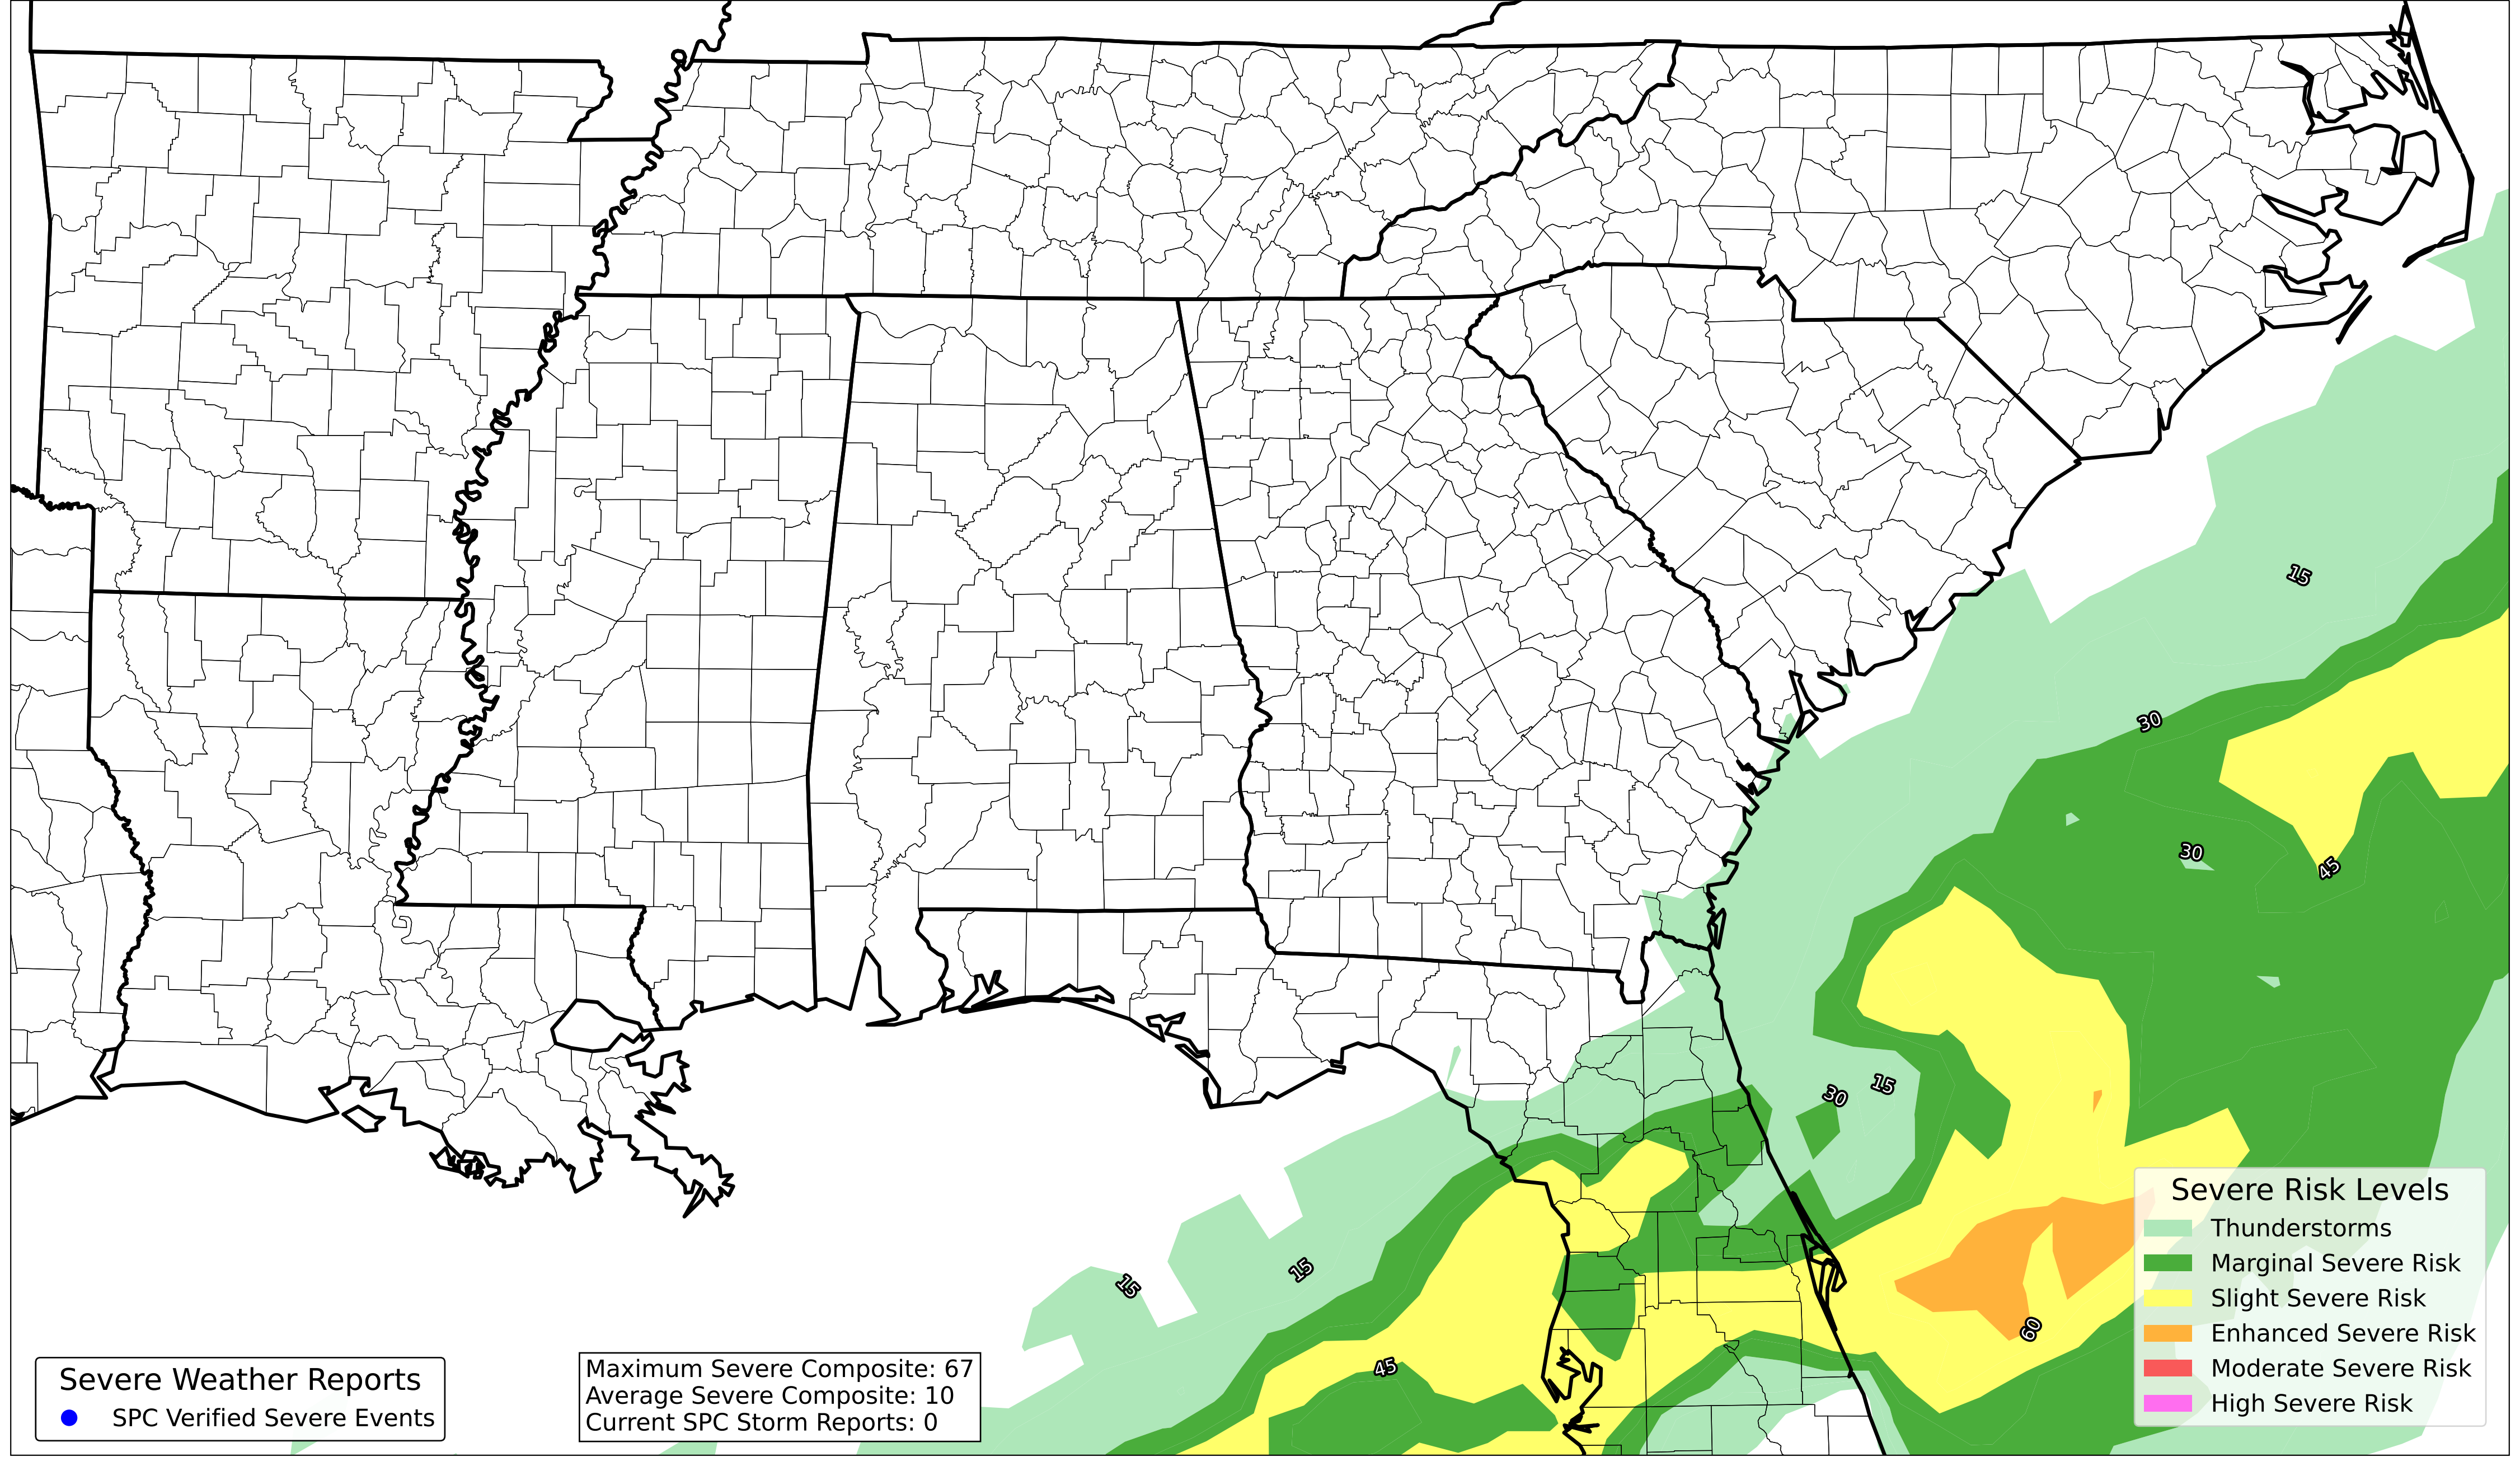 15
30
30
45
30
15
15
15
45
60
Severe Risk Levels
Thunderstorms
Marginal Severe Risk
Slight Severe Risk
Enhanced Severe Risk
Moderate Severe Risk
High Severe Risk
Severe Weather Reports
SPC Verified Severe Events
Maximum Severe Composite: 67
Average Severe Composite: 10
Current SPC Storm Reports: 0